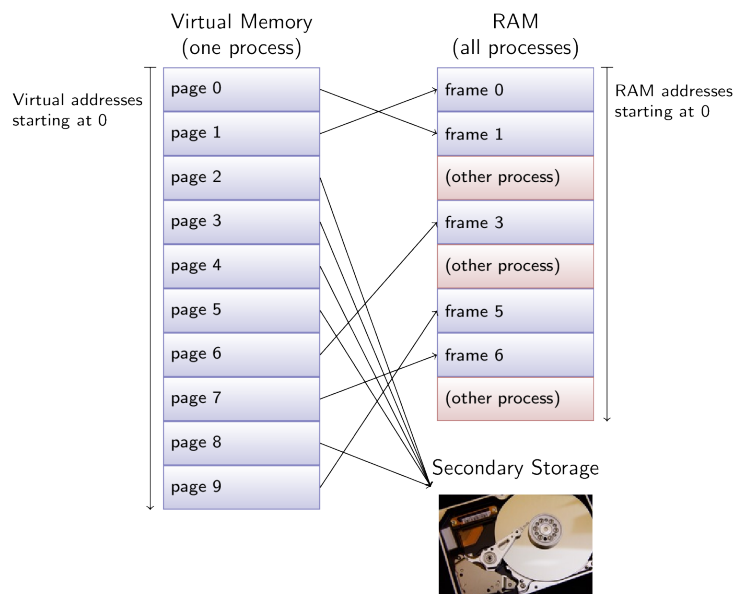 Virtual Memory
(one process)
RAM
(all processes)
Virtual addresses
starting at 0
RAM addresses
starting at 0
page 0
page 1
page 2
page 3
page 4
page 5
page 6
page 7
page 8
page 9
frame 0
frame 1
(other process)
frame 3
(other process)
frame 5
frame 6
(other process)
Secondary Storage